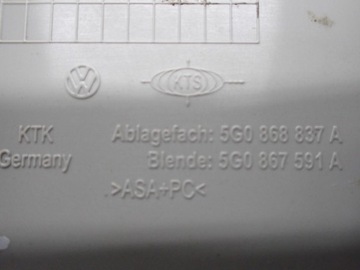 KTS
KTK Ablagefach: 5G0 868 837 A
Germany Blende: 5G0 867 591 A
.>ASA+PC<